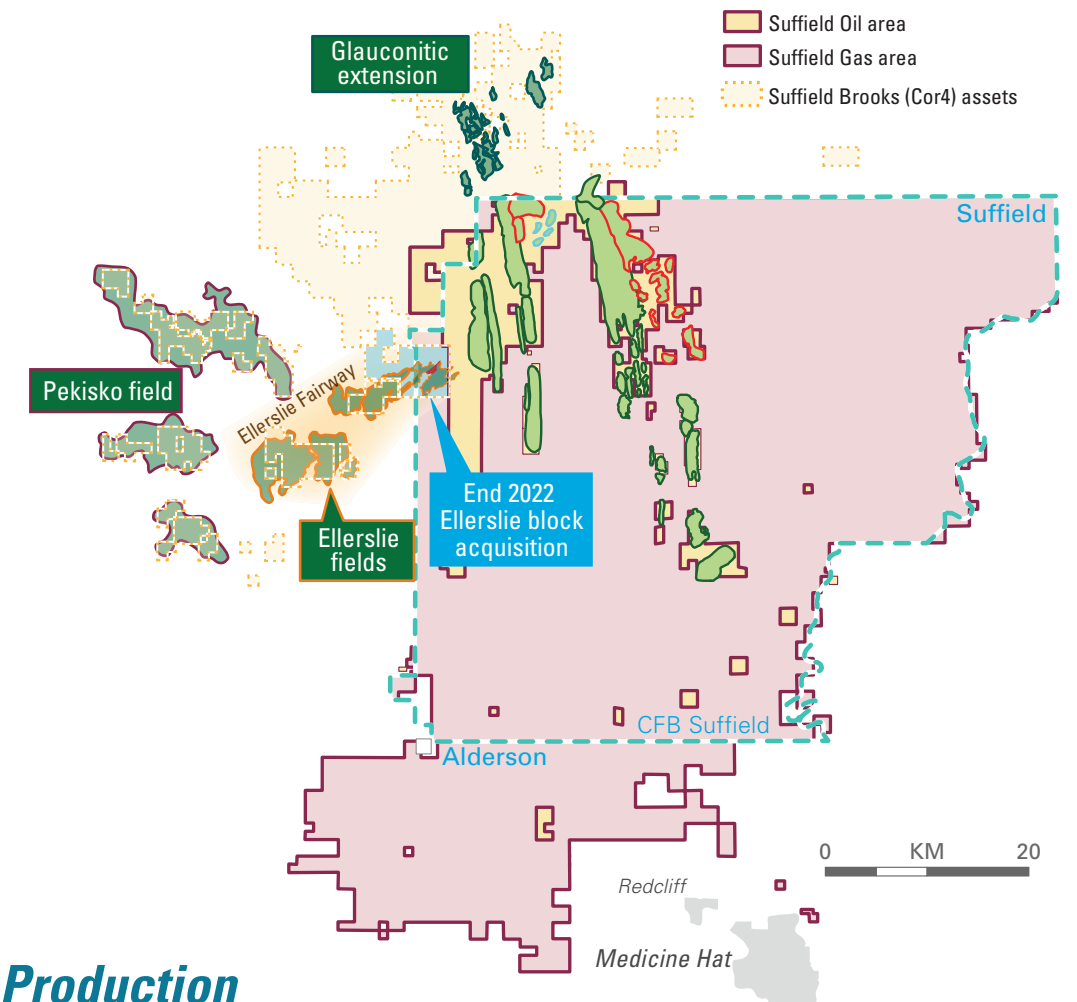 Glauconitic
extension
Suffield Oil area
Suffield Gas area
Suffield Brooks (Cor4) assets
Suffield
Pekisko field
Ellerslie Fairway
End 2022
Ellerslie block
acquisition
Ellerslie
fields
CFB Suffield
Alderson
0 KM 20
Redcliff
Medicine Hat
Production